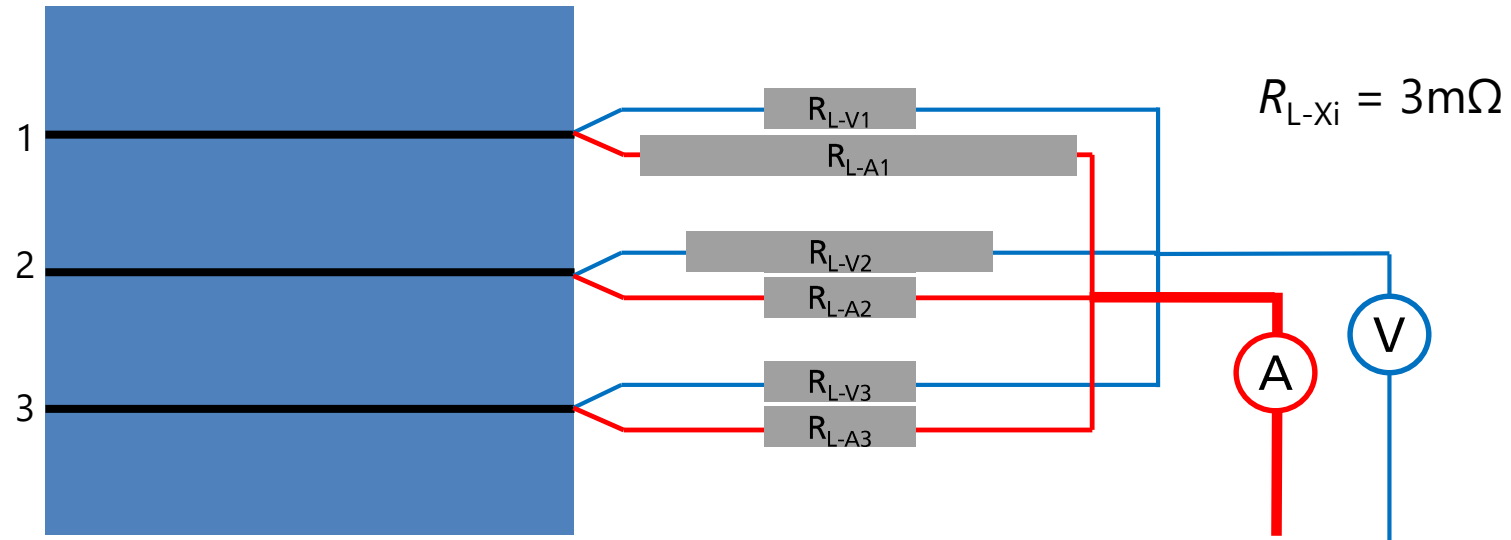 R_L-Xi = 3mΩ
1
R_L-V1
R_L-A1
2
R_L-V2
R_L-A2
V
A
3
R_L-V3
R_L-A3